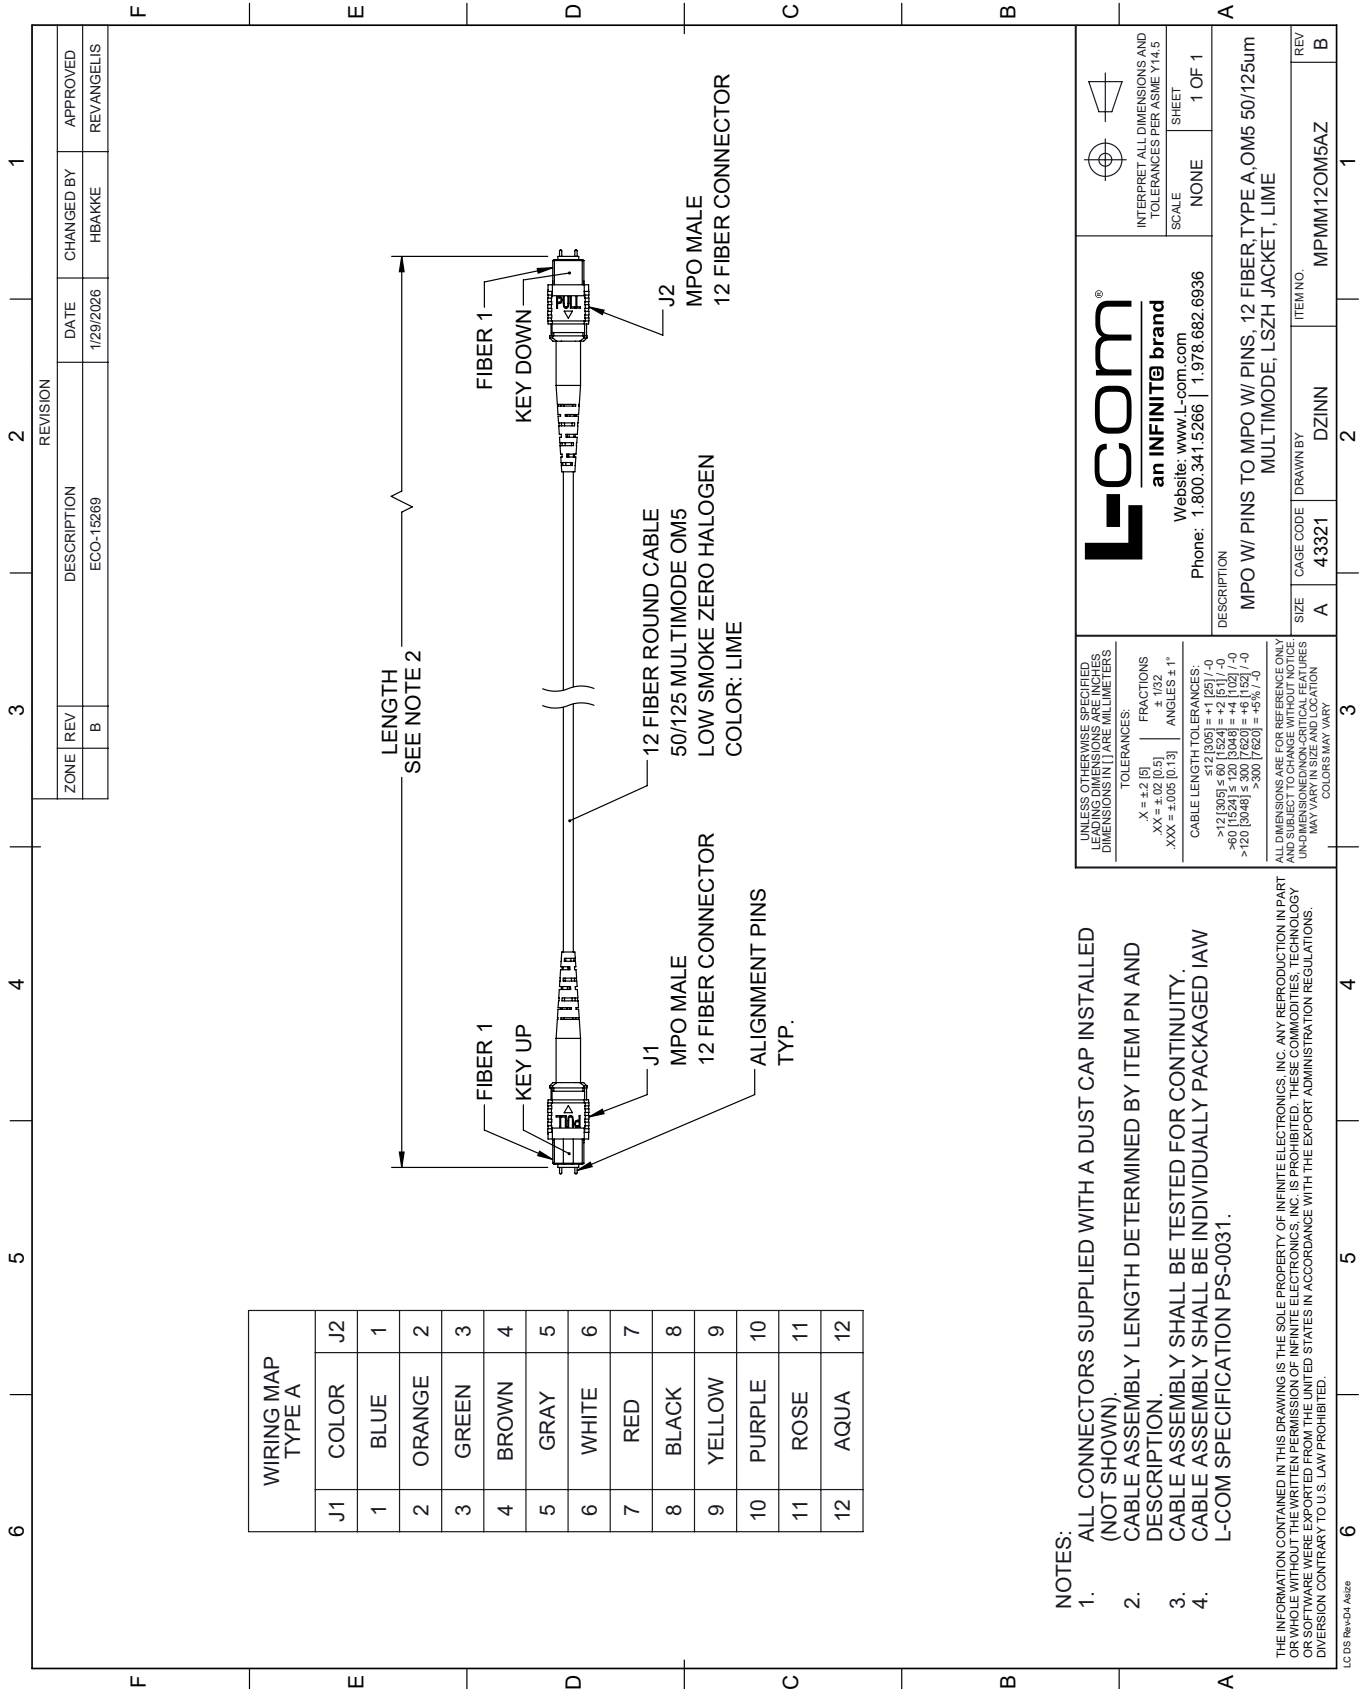 6 5 4 3 2 1
F
E
D
C
B
A
REVISION
ZONE REV DESCRIPTION DATE CHANGED BY APPROVED
B ECO-15269 1/29/2026 HBAKKE REVANGELIS
WIRING MAP
TYPE A
J1 COLOR J2
1 BLUE 1
2 ORANGE 2
3 GREEN 3
4 BROWN 4
5 GRAY 5
6 WHITE 6
7 RED 7
8 BLACK 8
9 YELLOW 9
10 PURPLE 10
11 ROSE 11
12 AQUA 12
LENGTH
SEE NOTE 2
FIBER 1
KEY UP
PULL
J1
MPO MALE
12 FIBER CONNECTOR
ALIGNMENT PINS
TYP.
12 FIBER ROUND CABLE
50/125 MULTIMODE OM5
LOW SMOKE ZERO HALOGEN
COLOR: LIME
FIBER 1
KEY DOWN
PULL
J2
MPO MALE
12 FIBER CONNECTOR
NOTES:
1. ALL CONNECTORS SUPPLIED WITH A DUST CAP INSTALLED
(NOT SHOWN).
2. CABLE ASSEMBLY LENGTH DETERMINED BY ITEM PN AND
DESCRIPTION.
3. CABLE ASSEMBLY SHALL BE TESTED FOR CONTINUITY.
4. CABLE ASSEMBLY SHALL BE INDIVIDUALLY PACKAGED IAW
L-COM SPECIFICATION PS-0031.
THE INFORMATION CONTAINED IN THIS DRAWING IS THE SOLE PROPERTY OF INFINITE ELECTRONICS, INC. ANY REPRODUCTION IN PART
OR WHOLE WITHOUT THE WRITTEN PERMISSION OF INFINITE ELECTRONICS, INC. IS PROHIBITED. THESE COMMODITIES, TECHNOLOGY
OR SOFTWARE WERE EXPORTED FROM THE UNITED STATES IN ACCORDANCE WITH THE EXPORT ADMINISTRATION REGULATIONS.
DIVERSION CONTRARY TO U.S. LAW PROHIBITED.
UNLESS OTHERWISE SPECIFIED
LEADING DIMENSIONS ARE INCHES
DIMENSIONS IN [ ] ARE MILLIMETERS
TOLERANCES:
.X = ±.2 [5] FRACTIONS
.XX = ±.02 [0.5] ± 1/32
.XXX = ±.005 [0.13] ANGLES ± 1°
CABLE LENGTH TOLERANCES:
≤12 [305] = +1 [25] / -0
>12 [305] ≤ 60 [1524] = +2 [51] / -0
>60 [1524] ≤ 120 [3048] = +4 [102] / -0
>120 [3048] ≤ 300 [7620] = +6 [152] / -0
>300 [7620] = +5% / -0
ALL DIMENSIONS ARE FOR REFERENCE ONLY
AND SUBJECT TO CHANGE WITHOUT NOTICE.
UN-DIMENSIONED/NON-CRITICAL FEATURES
MAY VARY IN SIZE AND LOCATION
COLORS MAY VARY
L-com®
an INFINITe brand
Website: www.L-com.com
Phone: 1.800.341.5266 | 1.978.682.6936
INTERPRET ALL DIMENSIONS AND
TOLERANCES PER ASME Y14.5
SCALE SHEET
NONE 1 OF 1
DESCRIPTION
MPO W/ PINS TO MPO W/ PINS, 12 FIBER,TYPE A,OM5 50/125um
MULTIMODE, LSZH JACKET, LIME
SIZE CAGE CODE DRAWN BY ITEM NO. REV
A 43321 DZINN MPMM12OM5AZ B
F
E
D
C
B
A
LC DS Rev-D4 Asize
6 5 4 3 2 1